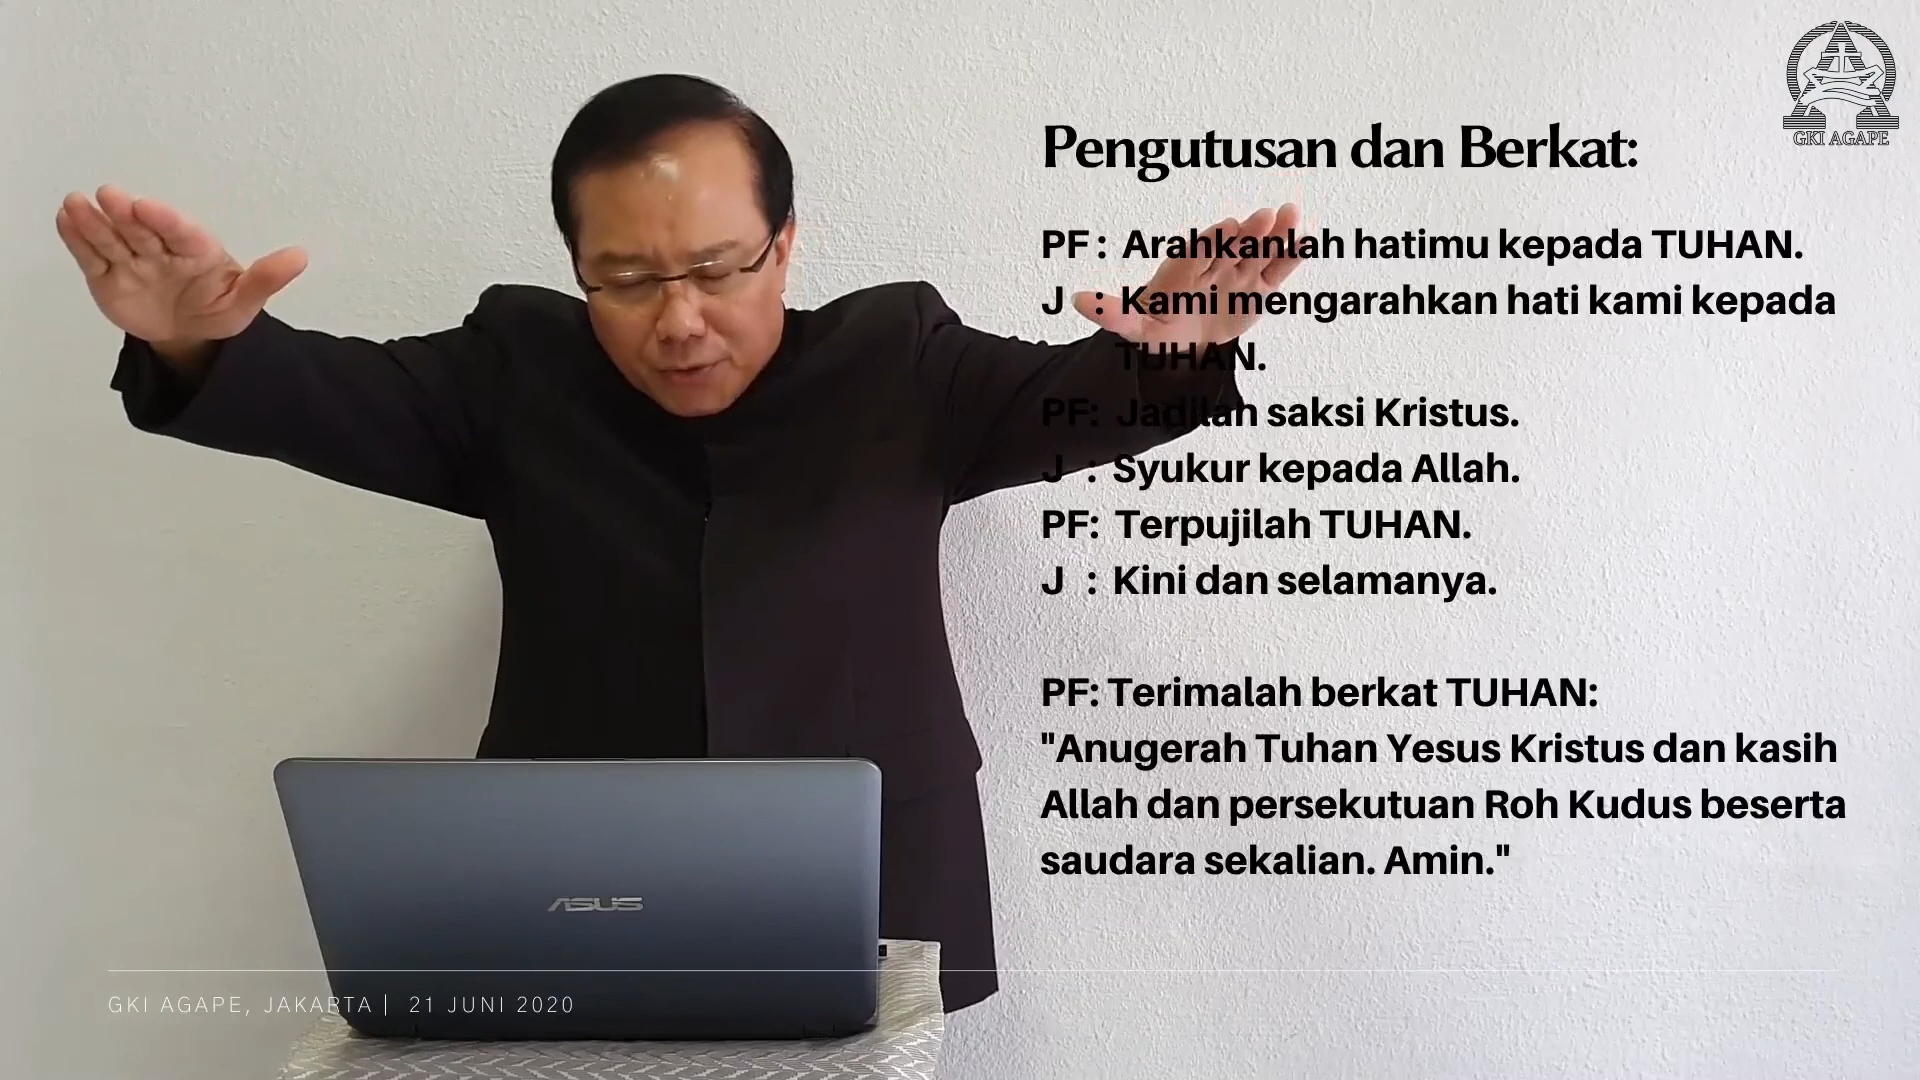 GKI AGAPE
Pengutusan dan Berkat:
PF : Arahkanlah hatimu kepada TUHAN.
J : Kami mengarahkan hati kami kepada
TUHAN.
PF: Jadilah saksi Kristus.
J : Syukur kepada Allah.
PF: Terpujilah TUHAN.
J : Kini dan selamanya.
PF: Terimalah berkat TUHAN:
"Anugerah Tuhan Yesus Kristus dan kasih
Allah dan persekutuan Roh Kudus beserta
saudara sekalian. Amin."
ASUS
GKI AGAPE, JAKARTA | 21 JUNI 2020